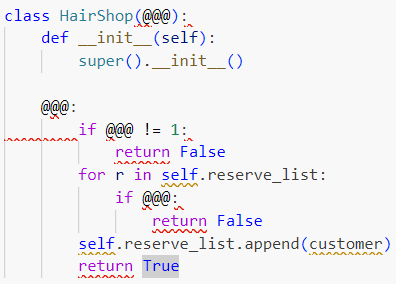 class HairShop(@@@):
    def __init__(self):
        super().__init__()

    @@@:
        if @@@ != 1:
            return False
        for r in self.reserve_list:
            if @@@:
                return False
        self.reserve_list.append(customer)
        return True